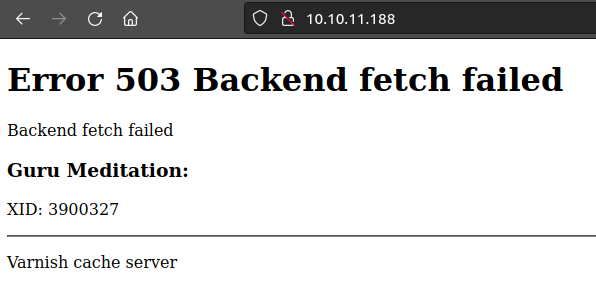 10.10.11.188
Error 503 Backend fetch failed
Backend fetch failed
Guru Meditation:
XID: 3900327
Varnish cache server